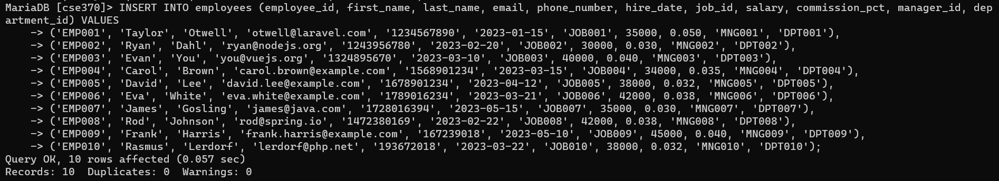 MariaDB [cse370]> INSERT INTO employees (employee_id, first_name, last_name, email, phone_number, hire_date, job_id, salary, commission_pct, manager_id, dep
artment_id) VALUES
    -> ('EMP001', 'Taylor', 'Otwell', 'otwell@laravel.com', '1234567890', '2023-01-15', 'JOB001', 35000, 0.050, 'MNG001', 'DPT001'),
    -> ('EMP002', 'Ryan', 'Dahl', 'ryan@nodejs.org', '1243956780', '2023-02-20', 'JOB002', 30000, 0.030, 'MNG002', 'DPT002'),
    -> ('EMP003', 'Evan', 'You', 'you@vuejs.org', '1324895670', '2023-03-10', 'JOB003', 40000, 0.040, 'MNG003', 'DPT003'),
    -> ('EMP004', 'Carol', 'Brown', 'carol.brown@example.com', '1568901234', '2023-03-15', 'JOB004', 34000, 0.035, 'MNG004', 'DPT004'),
    -> ('EMP005', 'David', 'Lee', 'david.lee@example.com', '1678901234', '2023-04-12', 'JOB005', 38000, 0.032, 'MNG005', 'DPT005'),
    -> ('EMP006', 'Eva', 'White', 'eva.white@example.com', '1789016234', '2023-03-21', 'JOB006', 42000, 0.038, 'MNG006', 'DPT006'),
    -> ('EMP007', 'James', 'Gosling', 'james@java.com', '1728016394', '2023-05-15', 'JOB007', 35000, 0.030, 'MNG007', 'DPT007'),
    -> ('EMP008', 'Rod', 'Johnson', 'rod@spring.io', '1472380169', '2023-02-22', 'JOB008', 42000, 0.038, 'MNG008', 'DPT008'),
    -> ('EMP009', 'Frank', 'Harris', 'frank.harris@example.com', '167239018', '2023-05-10', 'JOB009', 45000, 0.040, 'MNG009', 'DPT009'),
    -> ('EMP010', 'Rasmus', 'Lerdorf', 'lerdorf@php.net', '193672018', '2023-03-22', 'JOB010', 38000, 0.032, 'MNG010', 'DPT010');
Query OK, 10 rows affected (0.057 sec)
Records: 10  Duplicates: 0  Warnings: 0